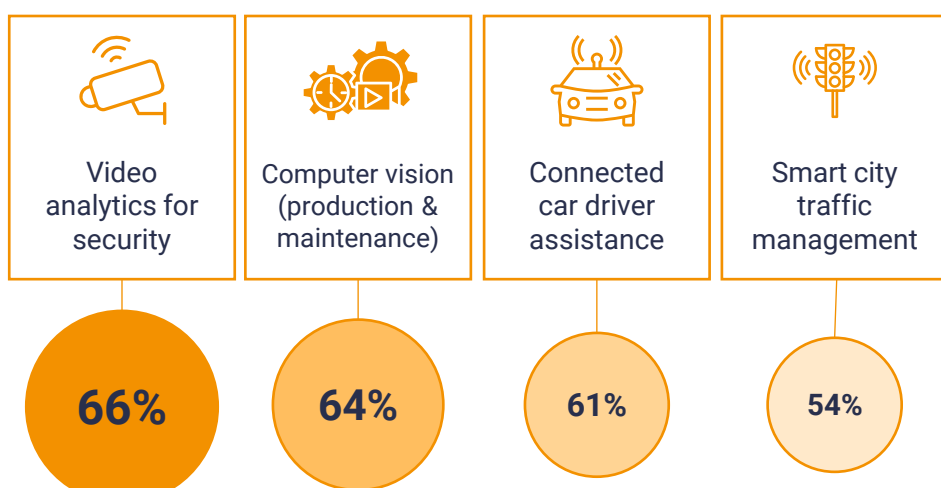 Video
analytics for
security
Computer vision
(production &
maintenance)
Connected
car driver
assistance
Smart city
traffic
management
66%
64%
61%
54%